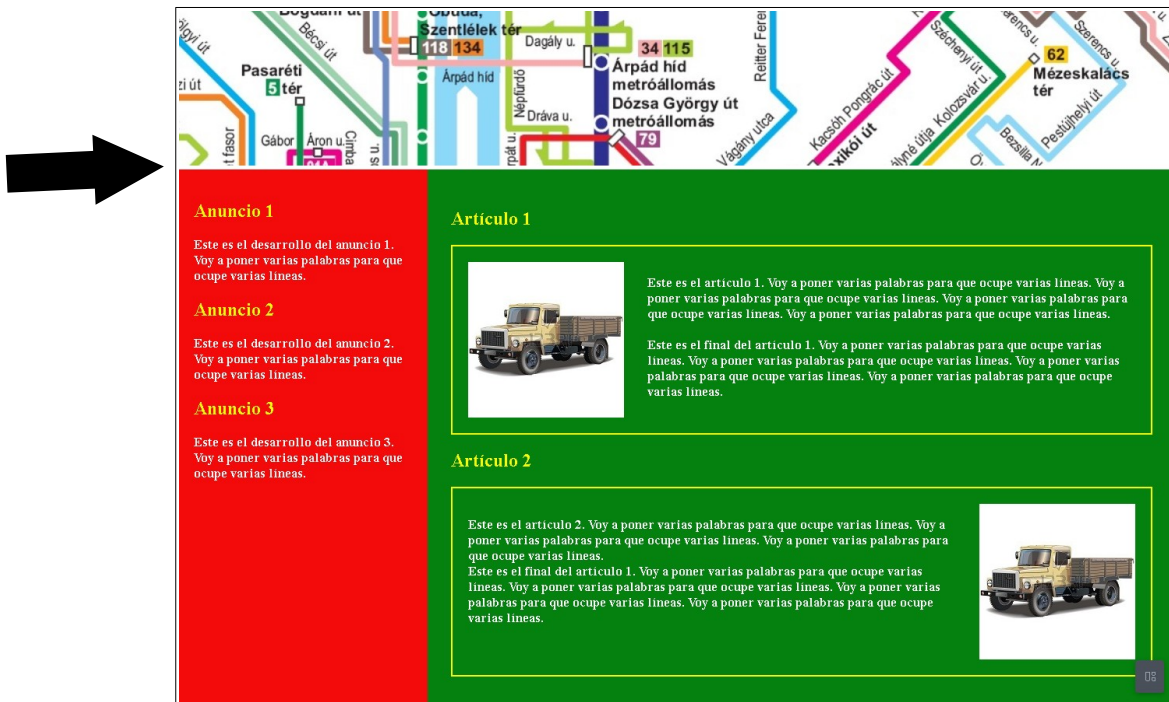 Szentlélek tér
118 134
Bécsi út
Pasaréti
5 tér
Gábor Áron u.
Árpád híd
Népfürdő
Dagály u.
Dráva u.
34 115
Árpád híd
metróállomás
Dózsa György út
metróállomás
79
Vágány utca
Kacsóh Pongrác út
Széchenyi út
Kolozsvár u.
62
Mézeskalács
tér
Szerencs u.
Pestújhelyi út
Anuncio 1
Este es el desarrollo del anuncio 1.
Voy a poner varias palabras para que
ocupe varias lineas.
Anuncio 2
Este es el desarrollo del anuncio 2.
Voy a poner varias palabras para que
ocupe varias lineas.
Anuncio 3
Este es el desarrollo del anuncio 3.
Voy a poner varias palabras para que
ocupe varias lineas.
Artículo 1
Este es el artículo 1. Voy a poner varias palabras para que ocupe varias lineas. Voy a
poner varias palabras para que ocupe varias lineas. Voy a poner varias palabras para
que ocupe varias lineas. Voy a poner varias palabras para que ocupe varias lineas.
Este es el final del artículo 1. Voy a poner varias palabras para que ocupe varias
lineas. Voy a poner varias palabras para que ocupe varias lineas. Voy a poner varias
palabras para que ocupe varias lineas. Voy a poner varias palabras para que ocupe
varias lineas.
Artículo 2
Este es el artículo 2. Voy a poner varias palabras para que ocupe varias lineas. Voy a
poner varias palabras para que ocupe varias lineas. Voy a poner varias palabras para
que ocupe varias lineas.
Este es el final del artículo 1. Voy a poner varias palabras para que ocupe varias
lineas. Voy a poner varias palabras para que ocupe varias lineas. Voy a poner varias
palabras para que ocupe varias lineas. Voy a poner varias palabras para que ocupe
varias lineas.